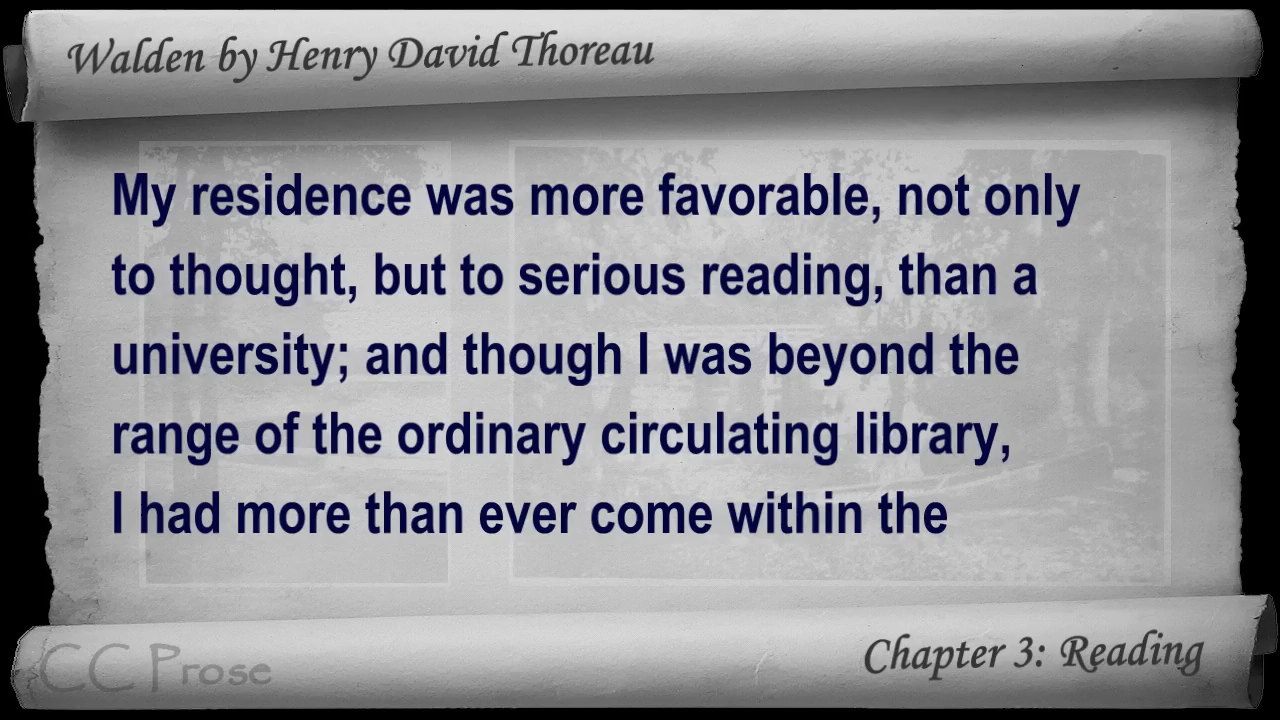 Walden by Henry David Thoreau
My residence was more favorable, not only
to thought, but to serious reading, than a
university; and though I was beyond the
range of the ordinary circulating library,
I had more than ever come within the
CC Prose
Chapter 3: Reading